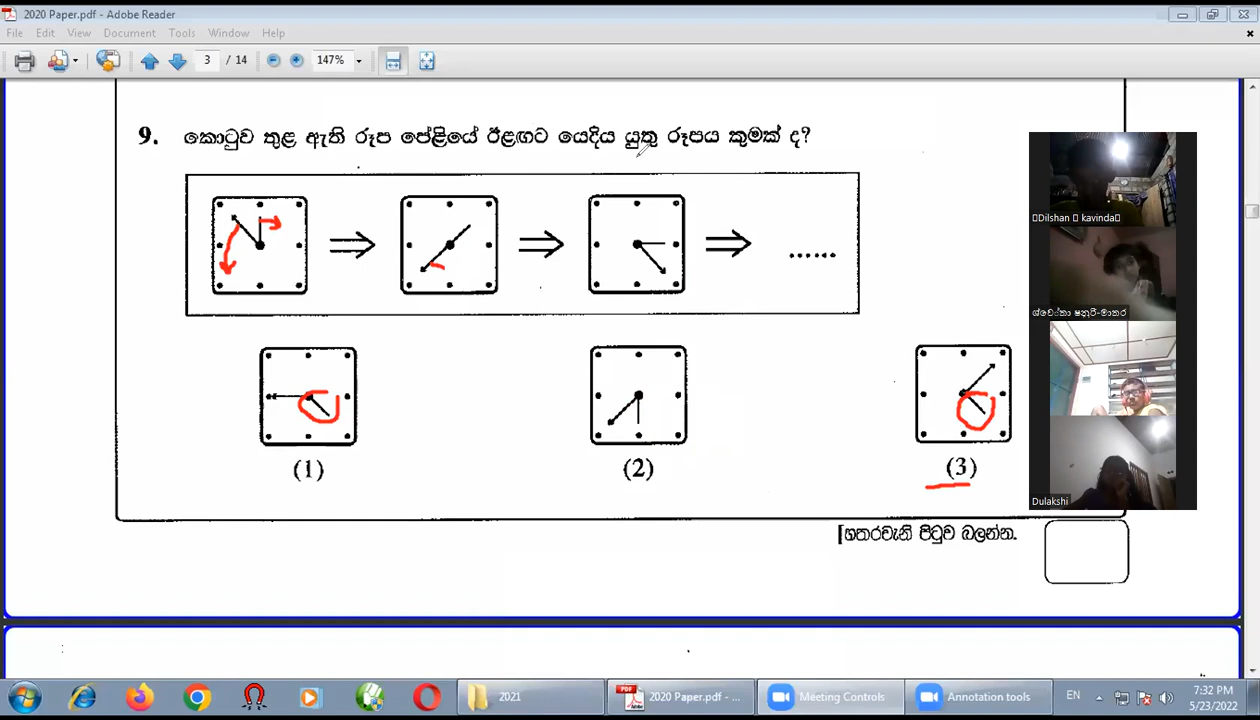 2020 Paper.pdf - Adobe Reader
File Edit View Document Tools Window Help
3 / 14 147%
9. කොටුව තුළ ඇති රූප පේළියේ ඊළඟට යෙදිය යුතු රූපය කුමක් ද?
......
(1) (2) (3)
[හතරවැනි පිටුව බලන්න.
Dilshan kavinda
ශ්වේතා ෂනුරි-මාතර
Dulakshi
2021
2020 Paper.pdf - ...
Meeting Controls
Annotation tools
EN
7:32 PM
5/23/2022